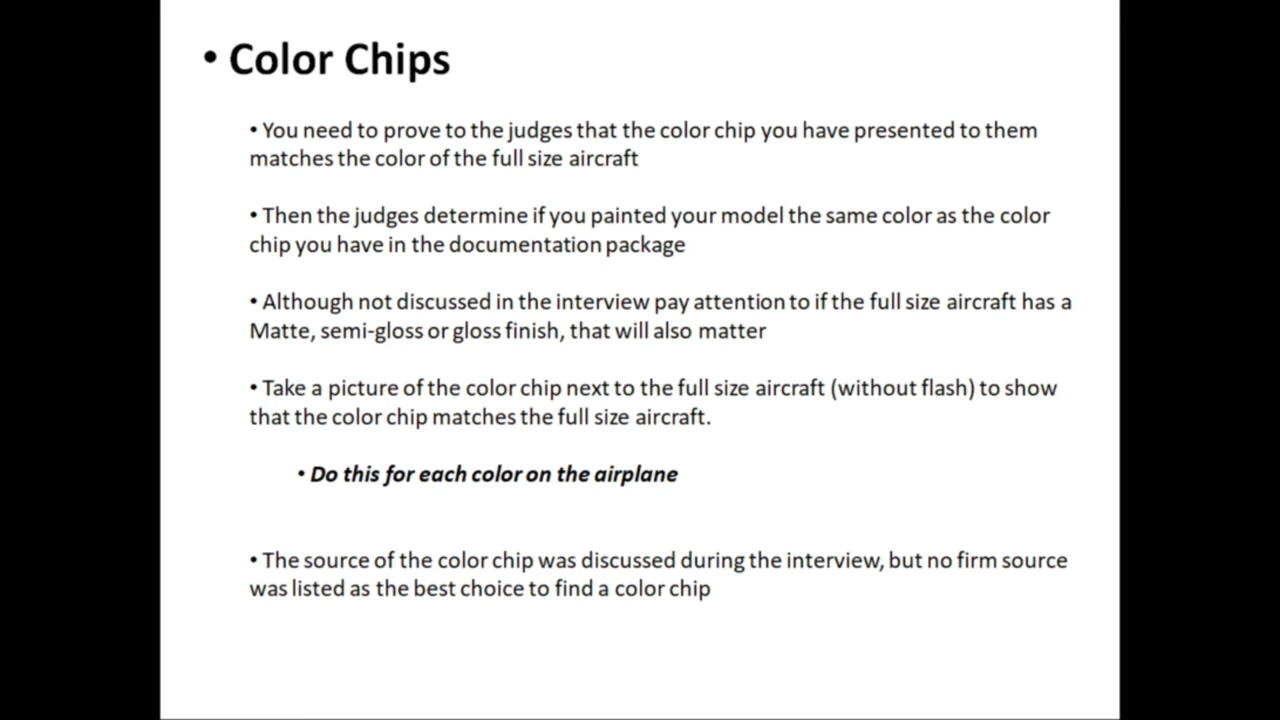 • Color Chips
• You need to prove to the judges that the color chip you have presented to them
matches the color of the full size aircraft
• Then the judges determine if you painted your model the same color as the color
chip you have in the documentation package
• Although not discussed in the interview pay attention to if the full size aircraft has a
Matte, semi-gloss or gloss finish, that will also matter
• Take a picture of the color chip next to the full size aircraft (without flash) to show
that the color chip matches the full size aircraft.
• Do this for each color on the airplane
• The source of the color chip was discussed during the interview, but no firm source
was listed as the best choice to find a color chip